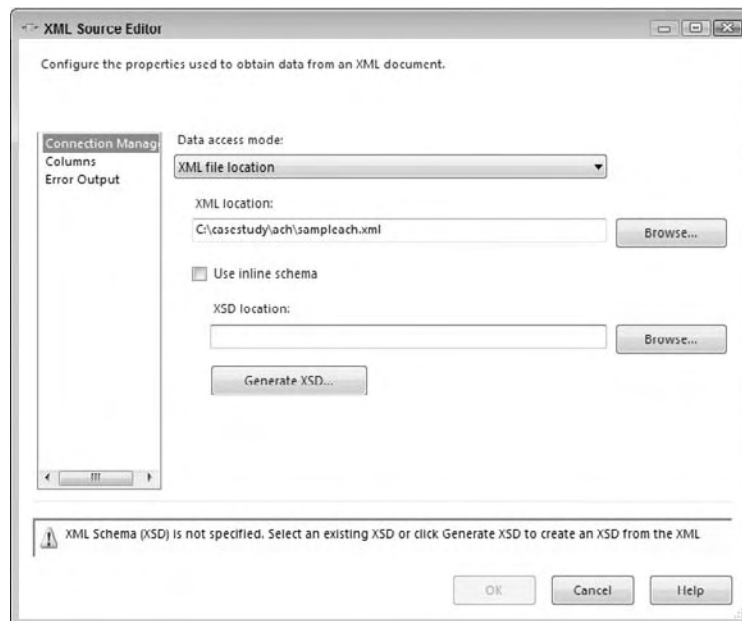 XML Source Editor
Configure the properties used to obtain data from an XML document.
Connection Manag
Columns
Error Output
Data access mode:
XML file location
XML location:
C:\casestudy\ach\sampleach.xml
Browse...
Use inline schema
XSD location:
Browse...
Generate XSD...
XML Schema (XSD) is not specified. Select an existing XSD or click Generate XSD to create an XSD from the XML
OK
Cancel
Help